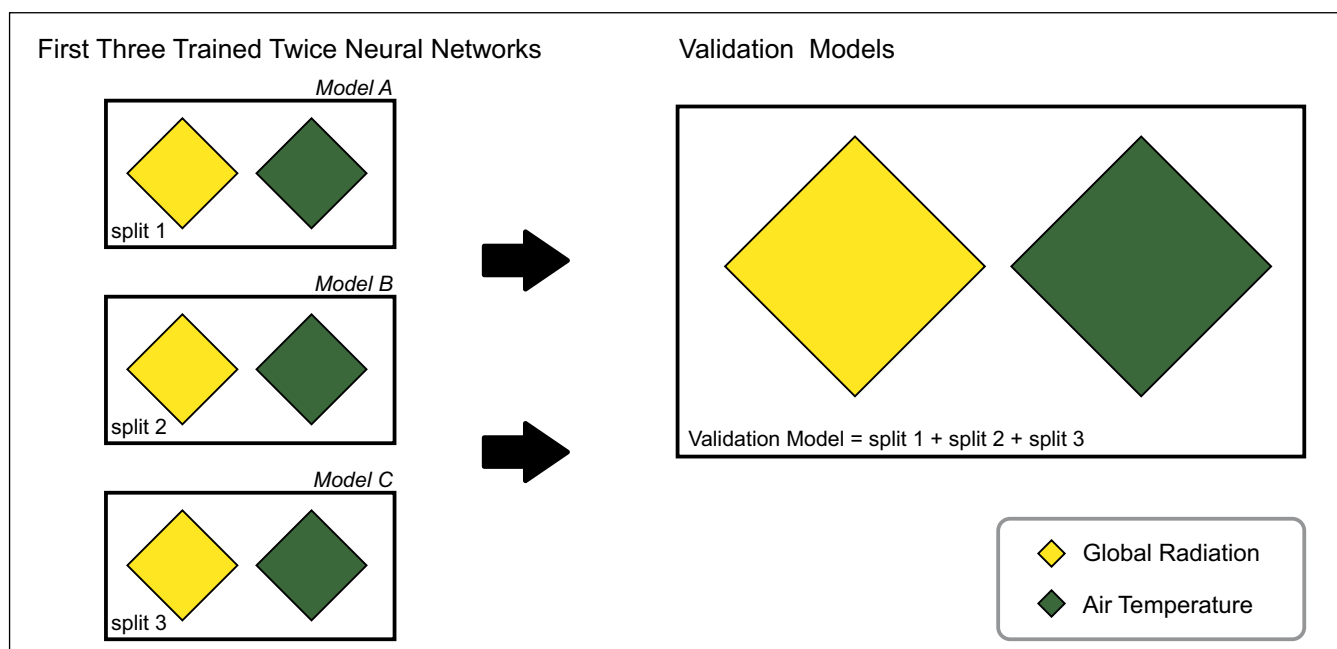 First Three Trained Twice Neural Networks
Model A
split 1
Model B
split 2
Model C
split 3
Validation Models
Validation Model = split 1 + split 2 + split 3
Global Radiation
Air Temperature